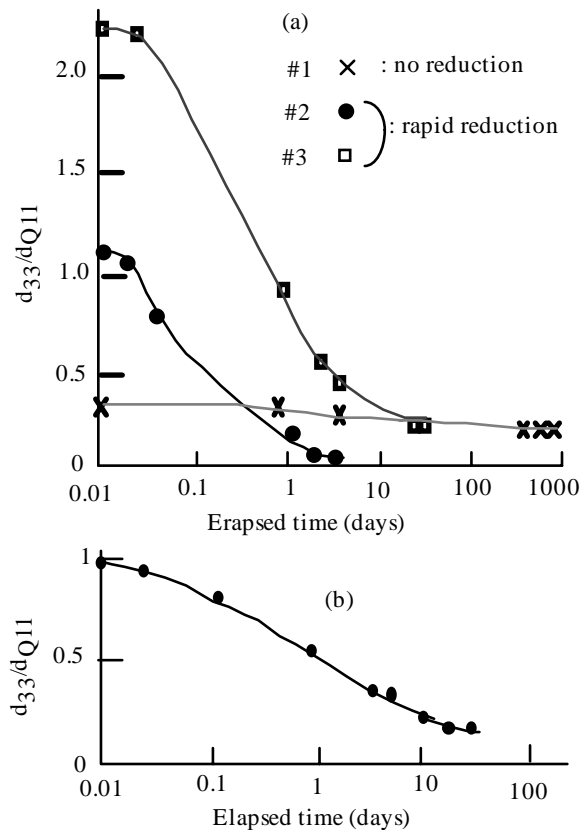 (a)
#1 : no reduction
#2
: rapid reduction
#3
2.0
1.5
1.0
0.5
0
d33/dQ11
0.01 0.1 1 10 100 1000
Erapsed time (days)
(b)
1
0.5
0
d33/dQ11
0.01 0.1 1 10 100
Elapsed time (days)